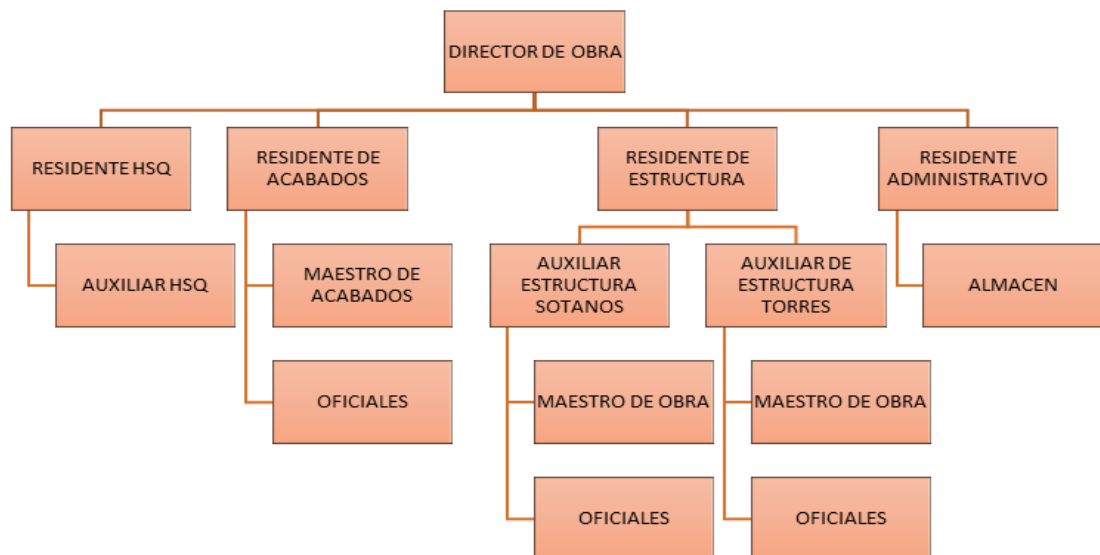 DIRECTOR DE OBRA
RESIDENTE HSQ
RESIDENTE DE
ACABADOS
RESIDENTE DE
ESTRUCTURA
RESIDENTE
ADMINISTRATIVO
AUXILIAR HSQ
MAESTRO DE
ACABADOS
AUXILIAR
ESTRUCTURA
SOTANOS
AUXILIAR DE
ESTRUCTURA
TORRES
ALMACEN
OFICIALES
MAESTRO DE OBRA
MAESTRO DE OBRA
OFICIALES
OFICIALES